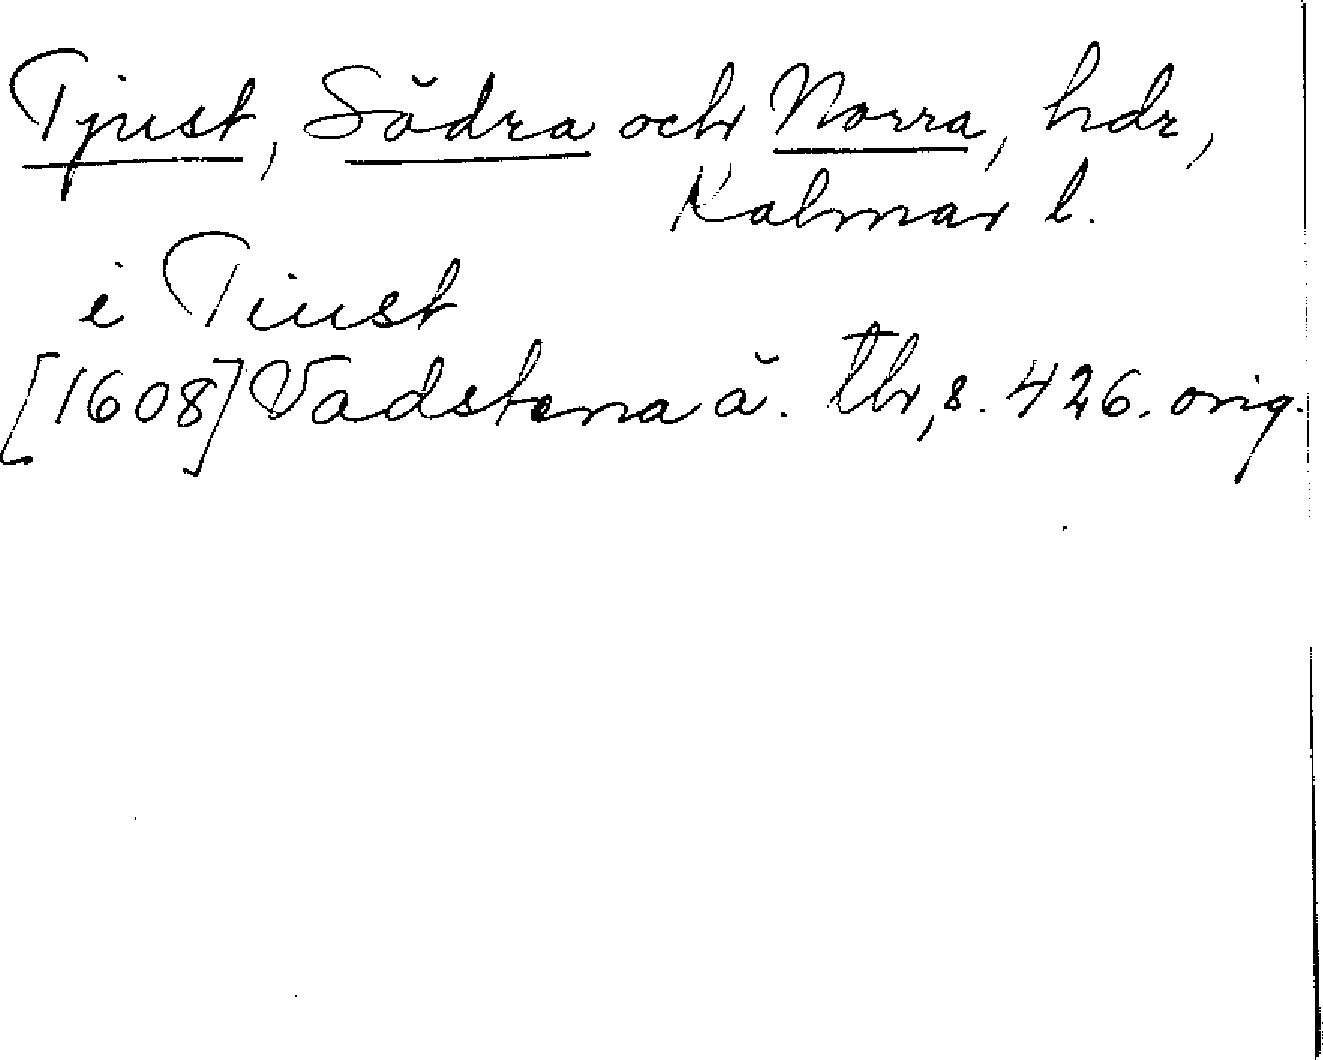 Tjust, Södra och Norra, hdr,
Kalmar l.
i Tiust
[1608] Vadstena ä. tb, s. 426. orig.